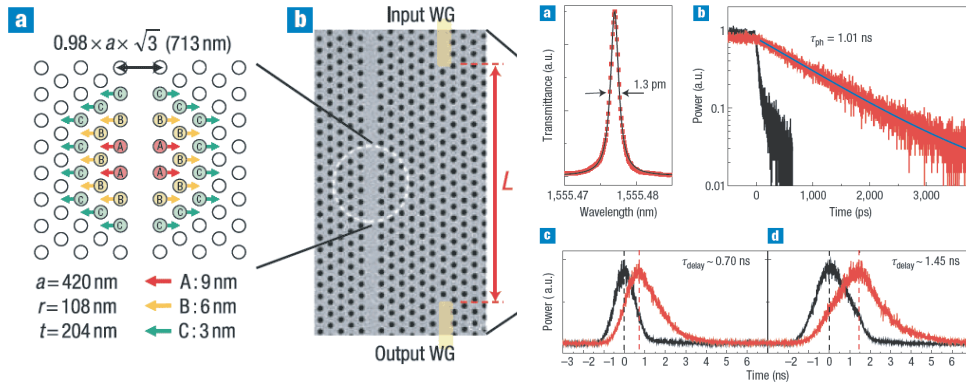 a
0.98 × a × √3 (713 nm)
C C
C C
B B
C C
B B
A A
C C
B B
A A
C C
B B
B B
C C
C C
C C
a = 420 nm
r = 108 nm
t = 204 nm
A : 9 nm
B : 6 nm
C : 3 nm
b
Input WG
L
Output WG
a
Transmittance (a.u.)
1.3 pm
1,555.47 1,555.48
Wavelength (nm)
b
Power (a.u.)
1
0.1
0.01
τph = 1.01 ns
0 1,000 2,000 3,000
Time (ps)
c
Power ( a.u.)
τdelay ~ 0.70 ns
-3 -2 -1 0 1 2 3 4 5 6
d
τdelay ~ 1.45 ns
-2 -1 0 1 2 3 4 5 6
Time (ns)